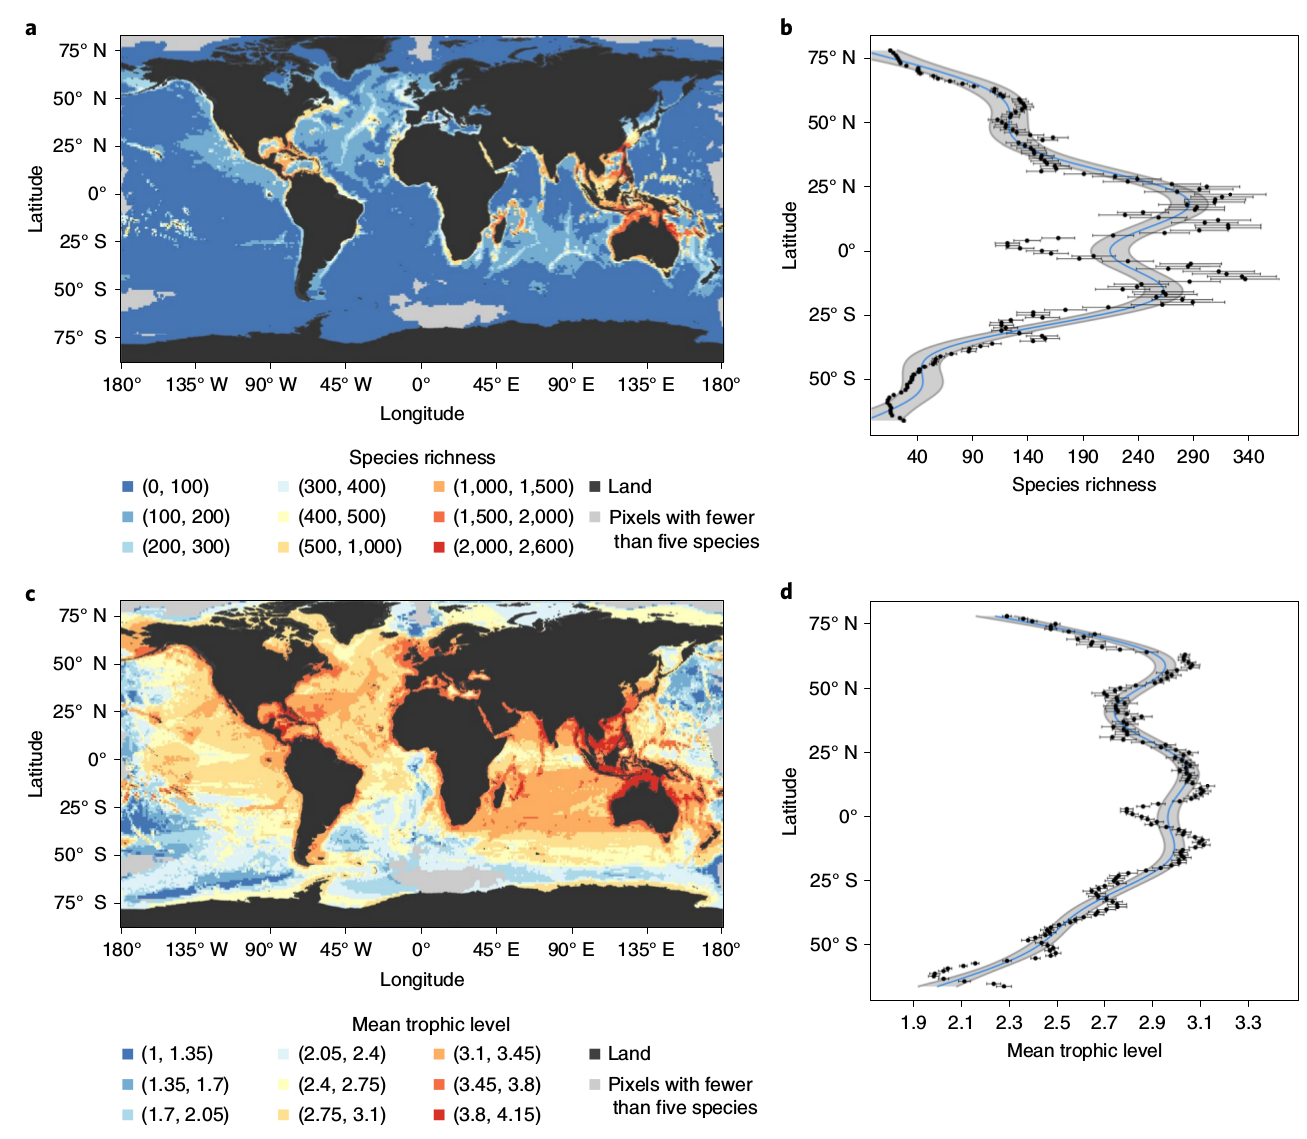 a
75° N
50° N
25° N
0°
25° S
50° S
75° S
Latitude
180° 135° W 90° W 45° W 0° 45° E 90° E 135° E 180°
Longitude
Species richness
(0, 100) (300, 400) (1,000, 1,500) Land
(100, 200) (400, 500) (1,500, 2,000) Pixels with fewer
than five species
(200, 300) (500, 1,000) (2,000, 2,600)
b
75° N
50° N
25° N
0°
25° S
50° S
Latitude
40 90 140 190 240 290 340
Species richness
c
75° N
50° N
25° N
0°
25° S
50° S
75° S
Latitude
180° 135° W 90° W 45° W 0° 45° E 90° E 135° E 180°
Longitude
Mean trophic level
(1, 1.35) (2.05, 2.4) (3.1, 3.45) Land
(1.35, 1.7) (2.4, 2.75) (3.45, 3.8) Pixels with fewer
than five species
(1.7, 2.05) (2.75, 3.1) (3.8, 4.15)
d
75° N
50° N
25° N
0°
25° S
50° S
Latitude
1.9 2.1 2.3 2.5 2.7 2.9 3.1 3.3
Mean trophic level